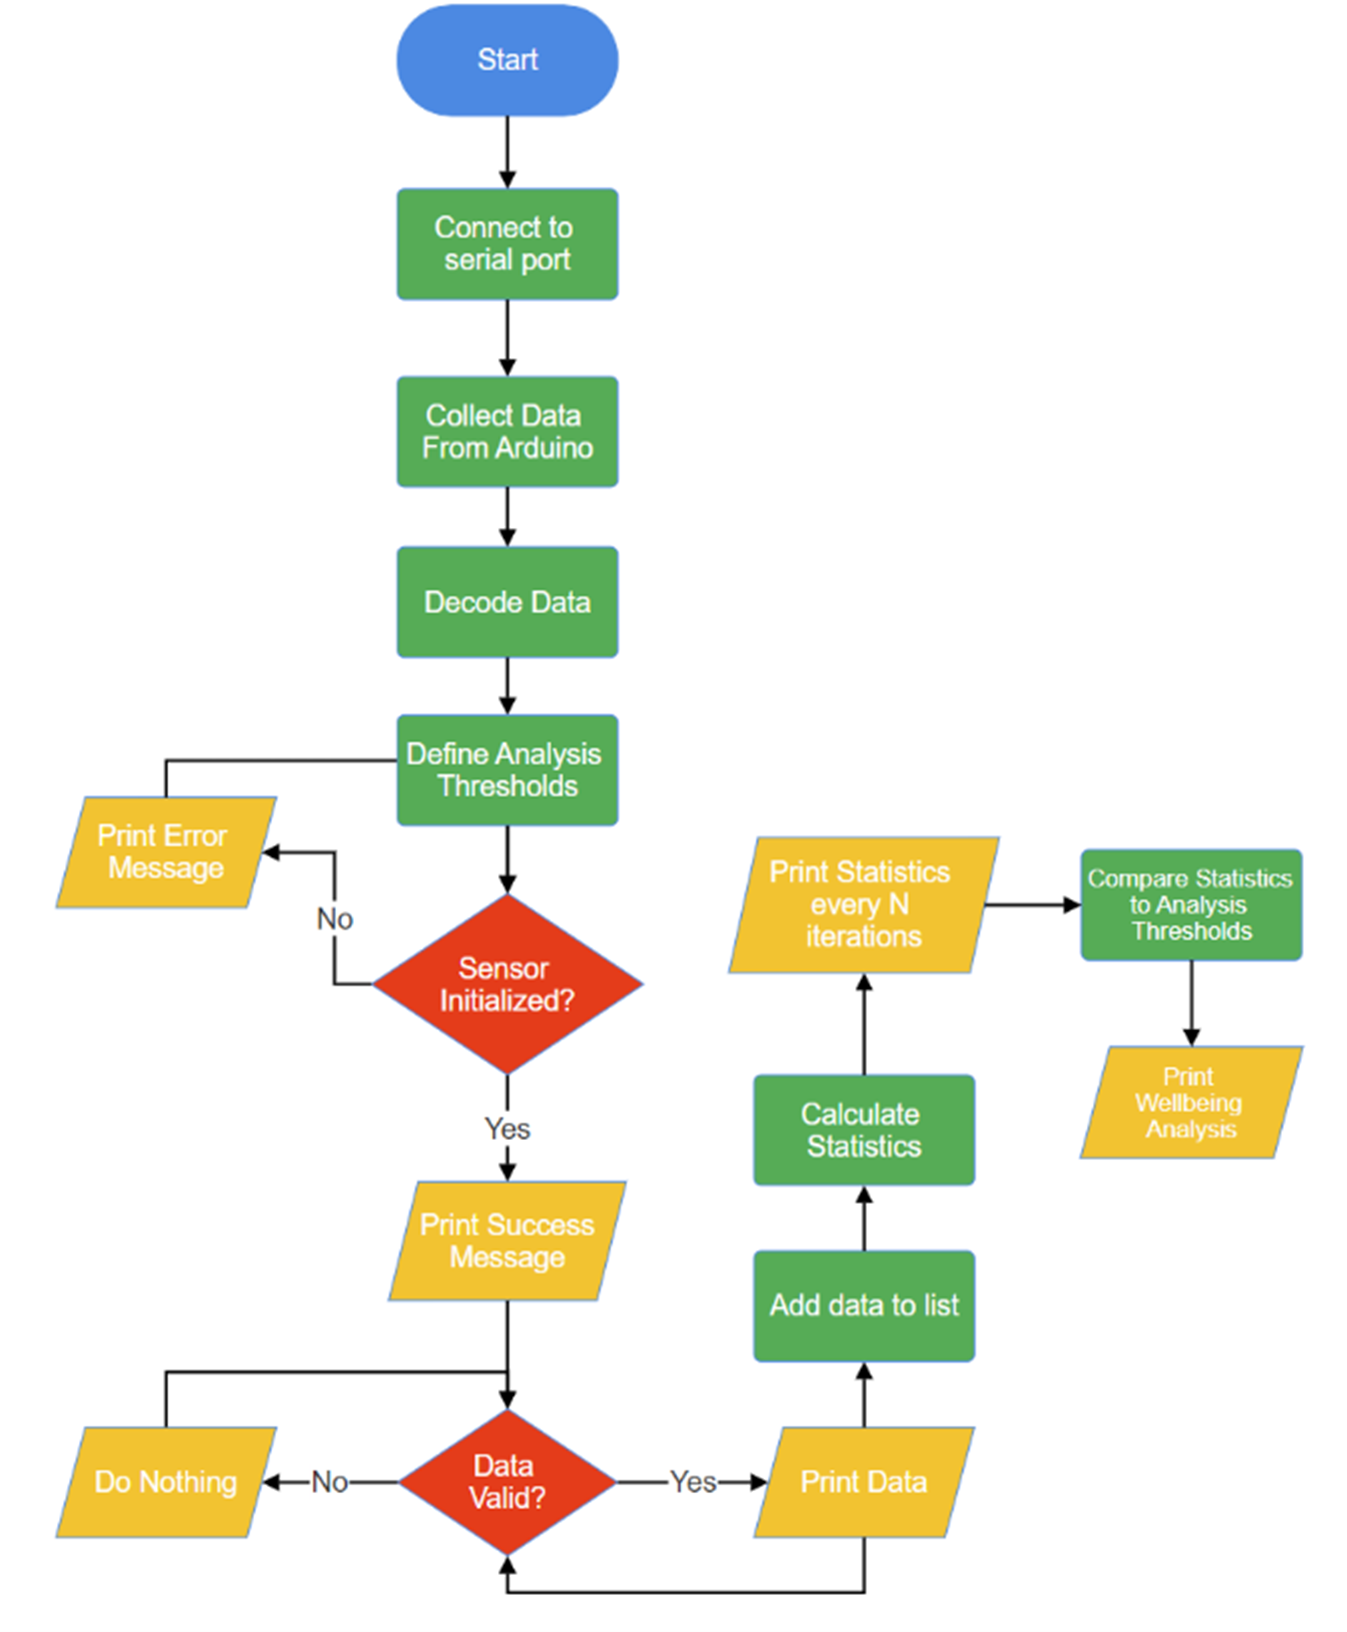 Start
Connect to
serial port
Collect Data
From Arduino
Decode Data
Define Analysis
Thresholds
Print Error
Message
No
Sensor
Initialized?
Yes
Print Success
Message
Data
Valid?
No
Do Nothing
Yes
Print Data
Add data to list
Calculate
Statistics
Print Statistics
every N
iterations
Compare Statistics
to Analysis
Thresholds
Print
Wellbeing
Analysis